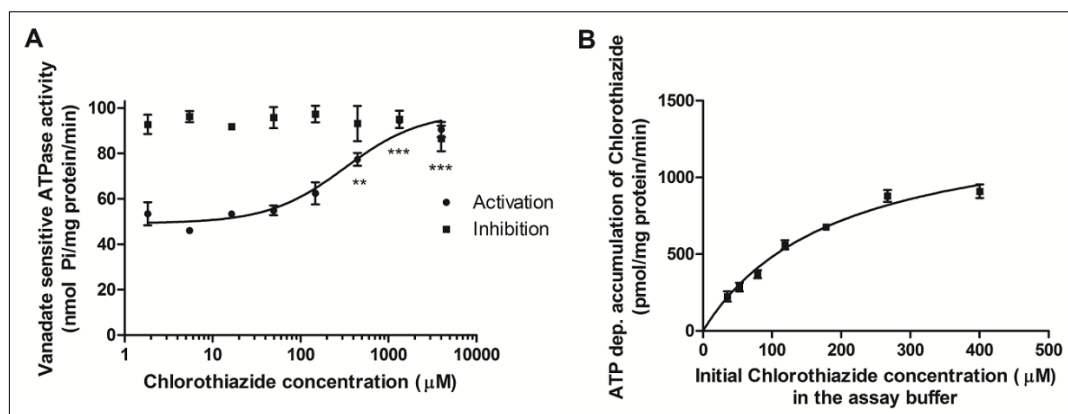 A
Vanadate sensitive ATPase activity
(nmol Pi/mg protein/min)
100
80
60
40
20
0
**
***
***
Activation
Inhibition
1
10
100
1000
10000
Chlorothiazide concentration ( μM)
B
ATP dep. accumulation of Chlorothiazide
(pmol/mg protein/min)
1500
1000
500
0
0
100
200
300
400
500
Initial Chlorothiazide concentration ( μM)
in the assay buffer